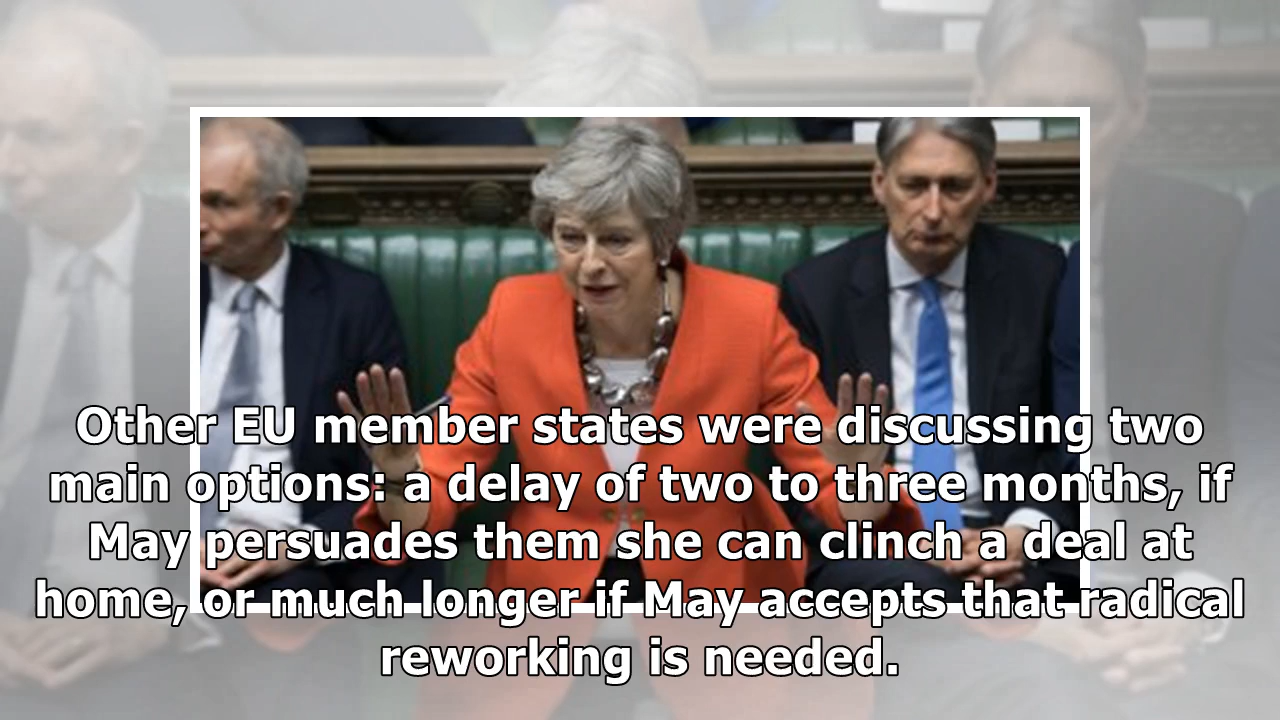 Other EU member states were discussing two
main options: a delay of two to three months, if
May persuades them she can clinch a deal at
home, or much longer if May accepts that radical
reworking is needed.